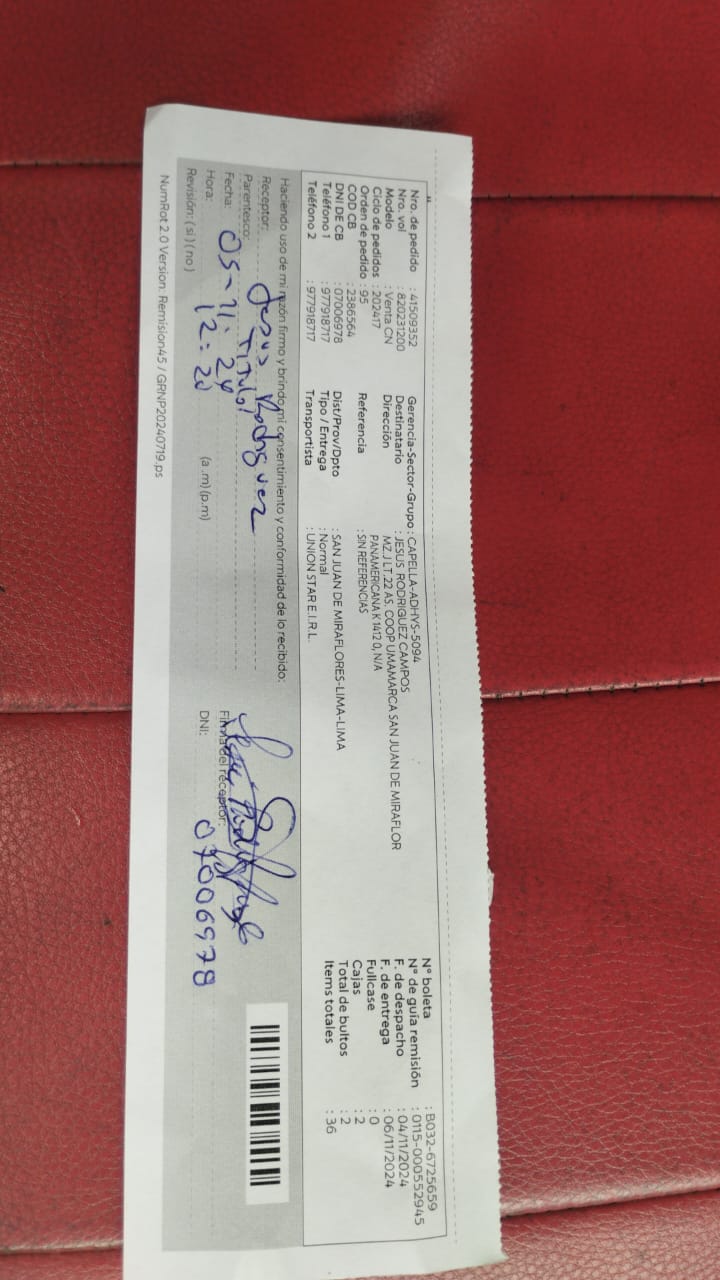 Nro. de pedido : 41509352
Nro. vol : 820231200
Modelo : Venta CN
Ciclo de pedidos : 202417
Orden de pedido : 95
COD CB : 2386564
DNI DE CB : 07006978
Teléfono 1 : 977918717
Teléfono 2 : 977918717
Gerencia-Sector-Grupo : CAPELLA-ADHYS-5094
Destinatario : JESUS RODRIGUEZ CAMPOS
Dirección : MZ.J LT 22 AS. COOP UMAMARCA SAN JUAN DE MIRAFLOR
PANAMERICANA K 1412 0, N/A
Referencia : SIN REFERENCIAS
Dist/Prov/Dpto : SAN JUAN DE MIRAFLORES-LIMA-LIMA
Tipo / Entrega : Normal
Transportista : UNION STAR E.I.R.L.
N° boleta : B032-6725659
N° de guía remisión : 0115-000552945
F. de despacho : 04/11/2024
F. de entrega : 06/11/2024
Fullcase : 0
Cajas : 2
Total de bultos : 2
Items totales : 36
Haciendo uso de mi razón firmo y brindo mi consentimiento y conformidad de lo recibido:
Receptor: Jesus Rodriguez
Parentesco: Titular
Fecha: 05-11-24
Hora: 12:20 (a .m) (p.m)
Revisión: ( si ) ( no )
Firma del receptor:
DNI: 07006978
NumRot 2.0 Version: Remision45 / GRNP20240719.ps